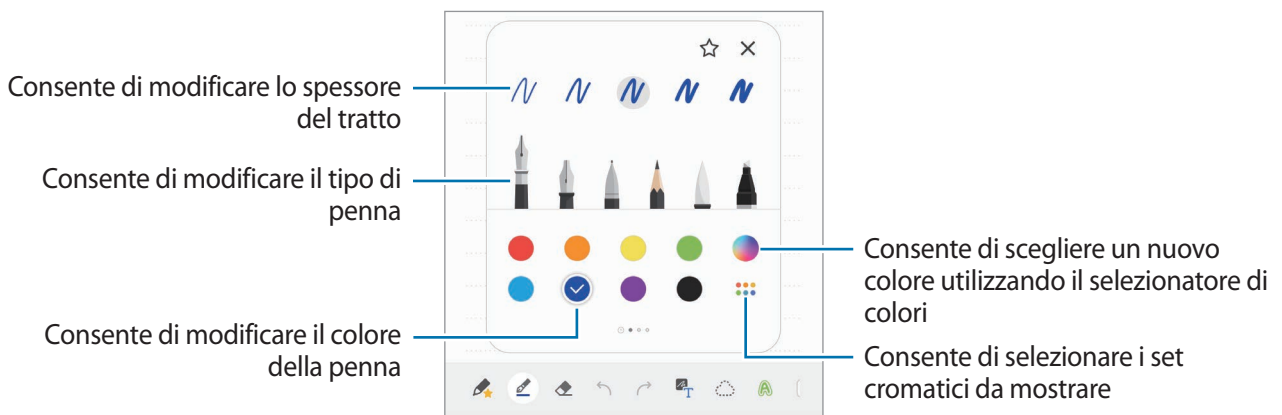 Consente di modificare lo spessore
del tratto
Consente di modificare il tipo di
penna
Consente di modificare il colore
della penna
Consente di scegliere un nuovo
colore utilizzando il selezionatore di
colori
Consente di selezionare i set
cromatici da mostrare